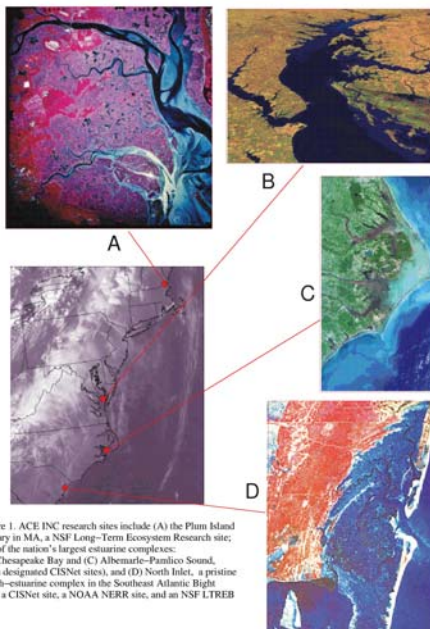 A
B
C
D
e 1. ACE INC research sites include (A) the Plum Island
ary in MA, a NSF Long-Term Ecosystem Research site;
of the nation's largest estuarine complexes:
Chesapeake Bay and (C) Albemarle-Pamlico Sound,
designated CISNet sites), and (D) North Inlet, a pristine
h-estuarine complex in the Southeast Atlantic Bight
a CISNet site, a NOAA NERR site, and an NSF LTREB